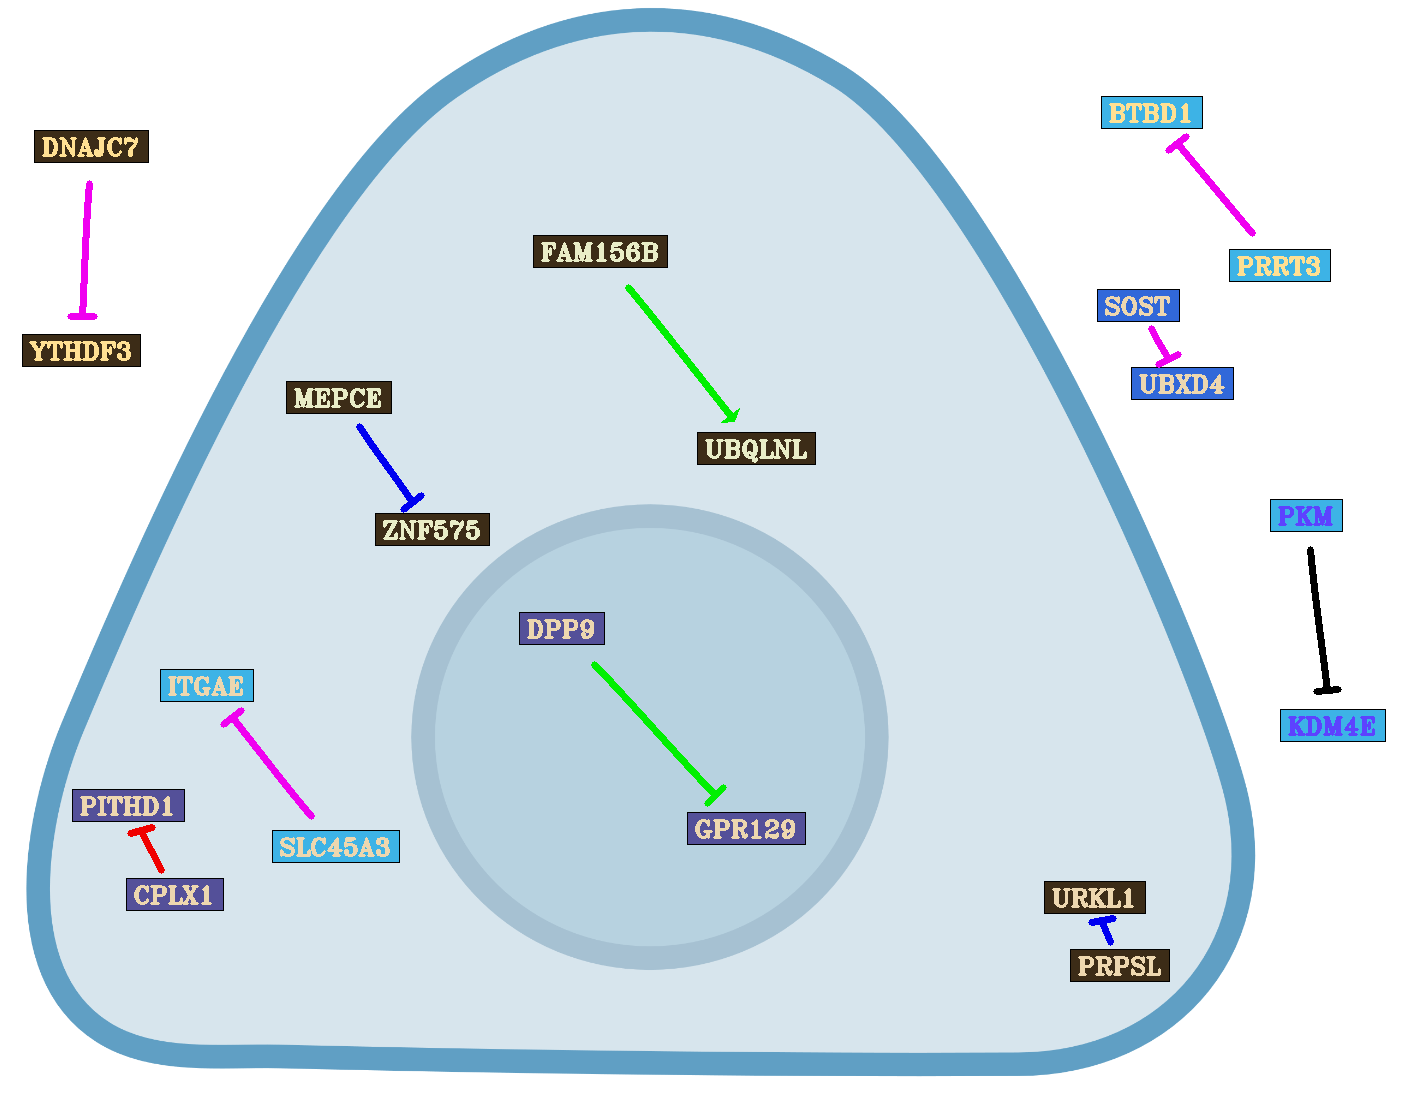 BTBD1
DNAJC7
FAM156B
PRRT3
SOST
YTHDF3
UBXD4
MEPCE
UBQLNL
PKM
ZNF575
DPP9
ITGAE
KDM4E
PITHD1
GPR129
SLC45A3
CPLX1
URKL1
PRPSL